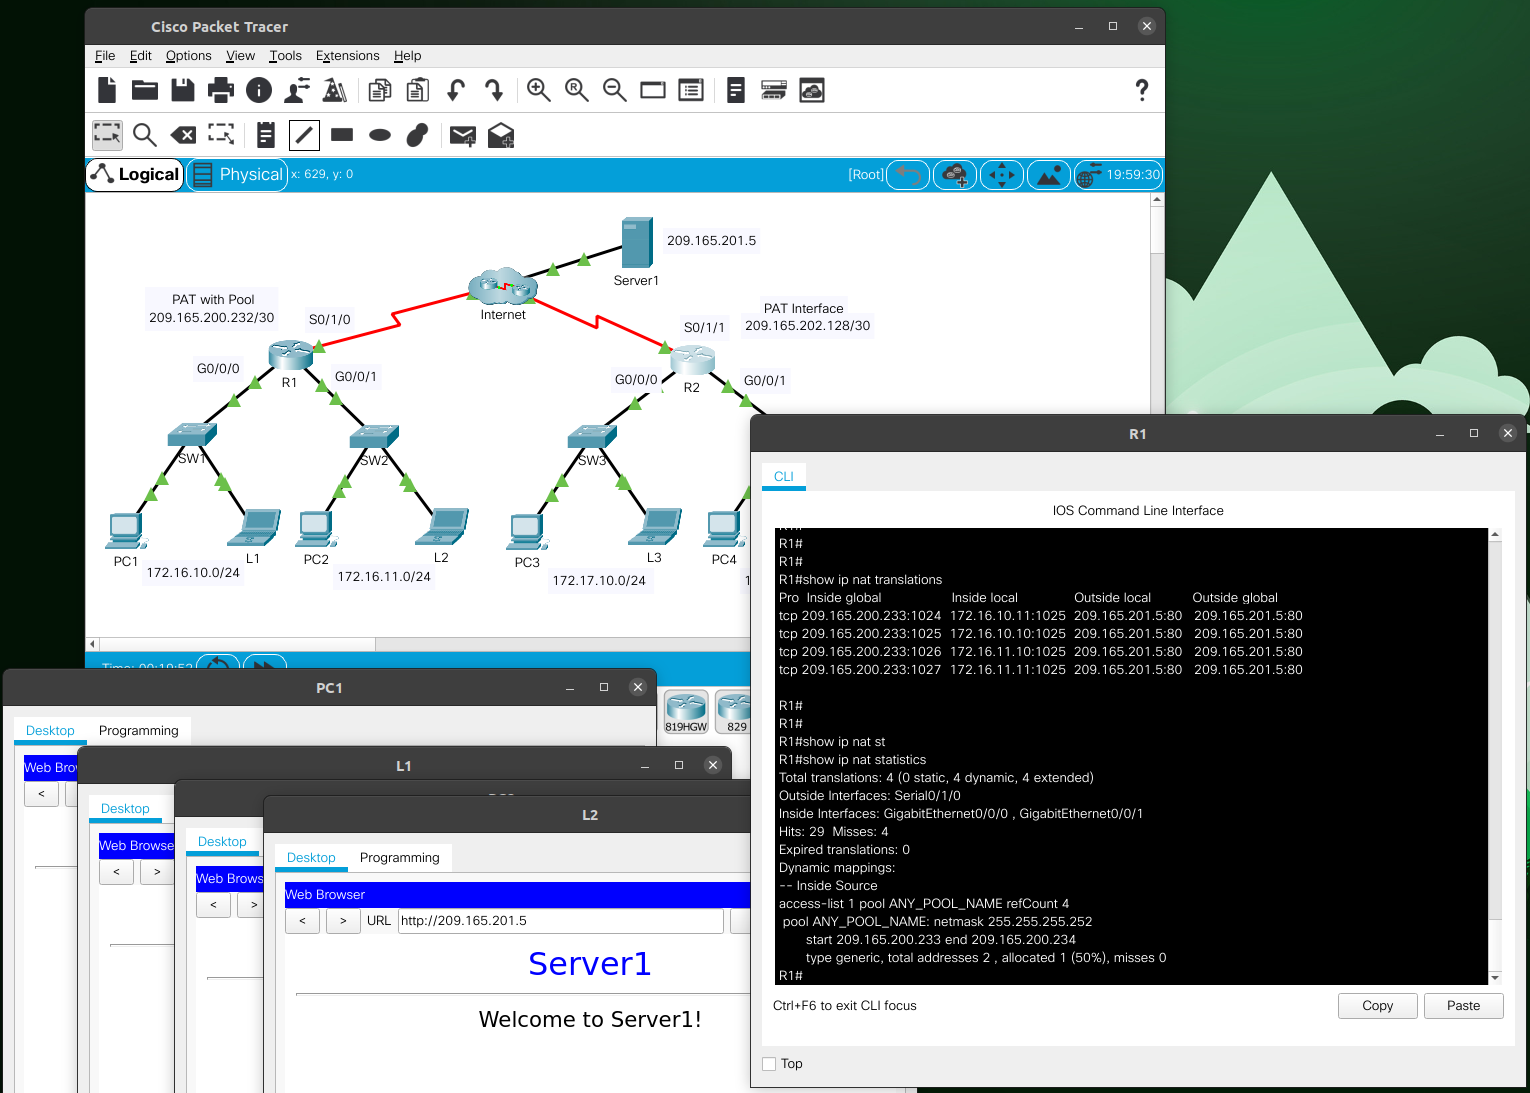 Cisco Packet Tracer
File Edit Options View Tools Extensions Help
R
?
Logical Physical x: 629, y: 0 [Root] 19:59:30
209.165.201.5
Server1
Internet
PAT with Pool
209.165.200.232/30
S0/1/0
PAT Interface
209.165.202.128/30
S0/1/1
G0/0/0
R1
G0/0/1
G0/0/0
R2
G0/0/1
SW1
SW2
SW3
PC1
L1
PC2
L2
PC3
L3
PC4
172.16.10.0/24
172.16.11.0/24
172.17.10.0/24
1
Time: 00:19:52
819HGW
829
PC1
Desktop Programming
Web Brow
<
L1
Desktop
Web Browse
< >
Desktop
Web Brows
< >
L2
Desktop Programming
Web Browser
< > URL http://209.165.201.5
Server1
Welcome to Server1!
R1
CLI
IOS Command Line Interface
R1#
R1#
R1#
R1#show ip nat translations
Pro Inside global Inside local Outside local Outside global
tcp 209.165.200.233:1024 172.16.10.11:1025 209.165.201.5:80 209.165.201.5:80
tcp 209.165.200.233:1025 172.16.10.10:1025 209.165.201.5:80 209.165.201.5:80
tcp 209.165.200.233:1026 172.16.11.10:1025 209.165.201.5:80 209.165.201.5:80
tcp 209.165.200.233:1027 172.16.11.11:1025 209.165.201.5:80 209.165.201.5:80
R1#
R1#
R1#show ip nat st
R1#show ip nat statistics
Total translations: 4 (0 static, 4 dynamic, 4 extended)
Outside Interfaces: Serial0/1/0
Inside Interfaces: GigabitEthernet0/0/0 , GigabitEthernet0/0/1
Hits: 29 Misses: 4
Expired translations: 0
Dynamic mappings:
-- Inside Source
access-list 1 pool ANY_POOL_NAME refCount 4
pool ANY_POOL_NAME: netmask 255.255.255.252
start 209.165.200.233 end 209.165.200.234
type generic, total addresses 2 , allocated 1 (50%), misses 0
R1#
Ctrl+F6 to exit CLI focus
Copy Paste
Top